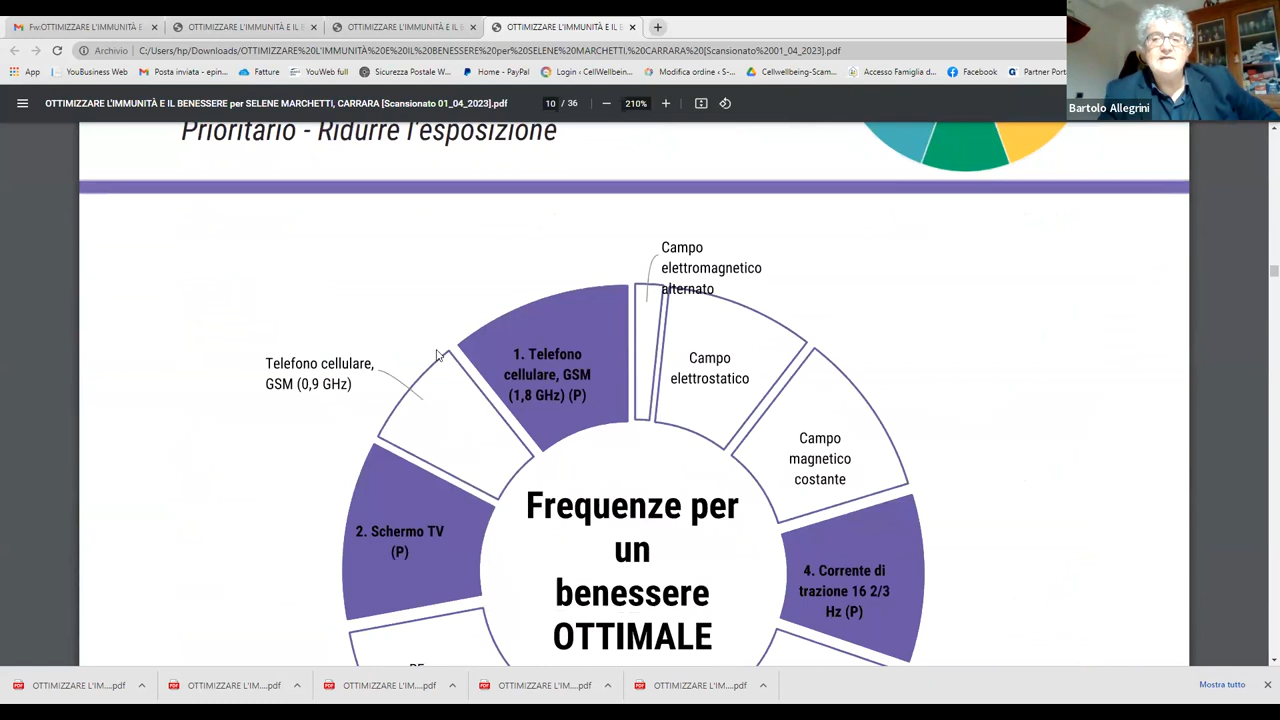 Fw:OTTIMIZZARE L'IMMUNITÀ E
OTTIMIZZARE L'IMMUNITÀ E IL B
OTTIMIZZARE L'IMMUNITÀ E IL B
OTTIMIZZARE L'IMMUNITÀ E IL B
Archivio
C:/Users/hp/Downloads/OTTIMIZZARE%20L'IMMUNITÀ%20E%20IL%20BENESSERE%20per%20SELENE%20MARCHETTI,%20CARRARA%20[Scansionato%2001_04_2023].pdf
App
YouBusiness Web
Posta inviata - epin...
Fatture
YouWeb full
Sicurezza Postale W...
Home - PayPal
Login ‹ CellWellbein...
Modifica ordine ‹ S-...
Cellwellbeing-Scam...
Accesso Famiglia d...
Facebook
Partner Port
OTTIMIZZARE L'IMMUNITÀ E IL BENESSERE per SELENE MARCHETTI, CARRARA [Scansionato 01_04_2023].pdf
10 / 36
210%
Bartolo Allegrini
Prioritario - Ridurre l'esposizione
Campo
elettromagnetico
alternato
Telefono cellulare,
GSM (0,9 GHz)
1. Telefono
cellulare, GSM
(1,8 GHz) (P)
Campo
elettrostatico
Campo
magnetico
costante
2. Schermo TV
(P)
4. Corrente di
trazione 16 2/3
Hz (P)
Frequenze per
un
benessere
OTTIMALE
OTTIMIZZARE L'IM....pdf
OTTIMIZZARE L'IM....pdf
OTTIMIZZARE L'IM....pdf
OTTIMIZZARE L'IM....pdf
OTTIMIZZARE L'IM....pdf
Mostra tutto